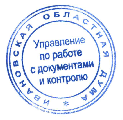 ИВАНОВСКАЯ ОБЛАСТНАЯ ДУМА *
Управление
по работе
с документами
и контролю